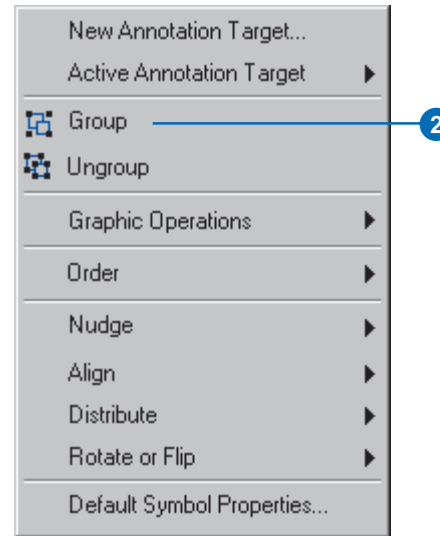 New Annotation Target...
Active Annotation Target
Group
2
Ungroup
Graphic Operations
Order
Nudge
Align
Distribute
Rotate or Flip
Default Symbol Properties...